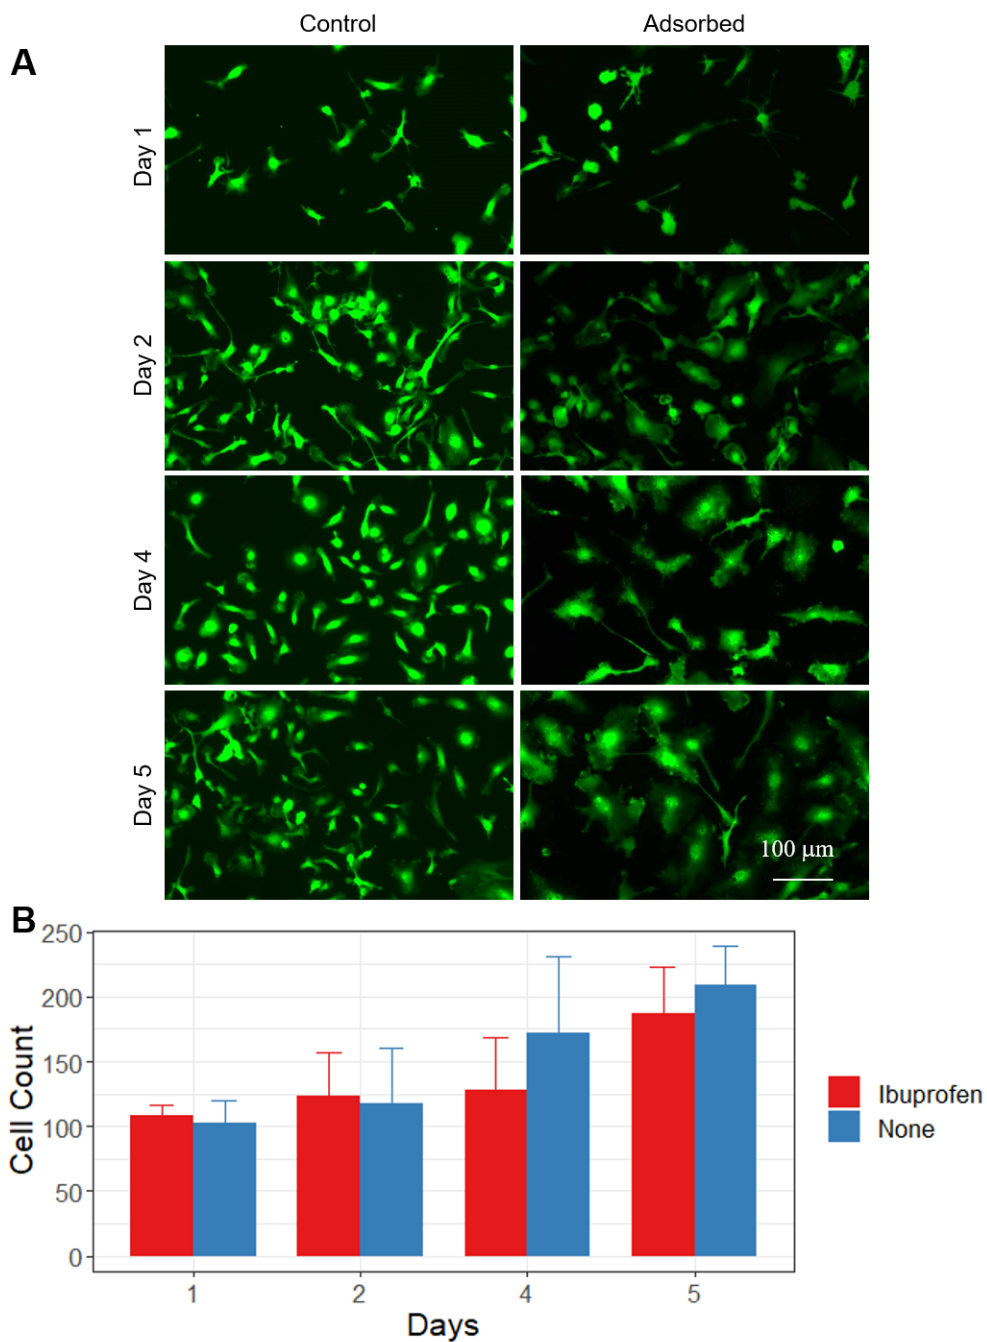 Control Adsorbed
A
Day 1
Day 2
Day 4
Day 5
100 µm
B
250
200
150
100
50
0
Cell Count
1 2 4 5
Days
Ibuprofen
None